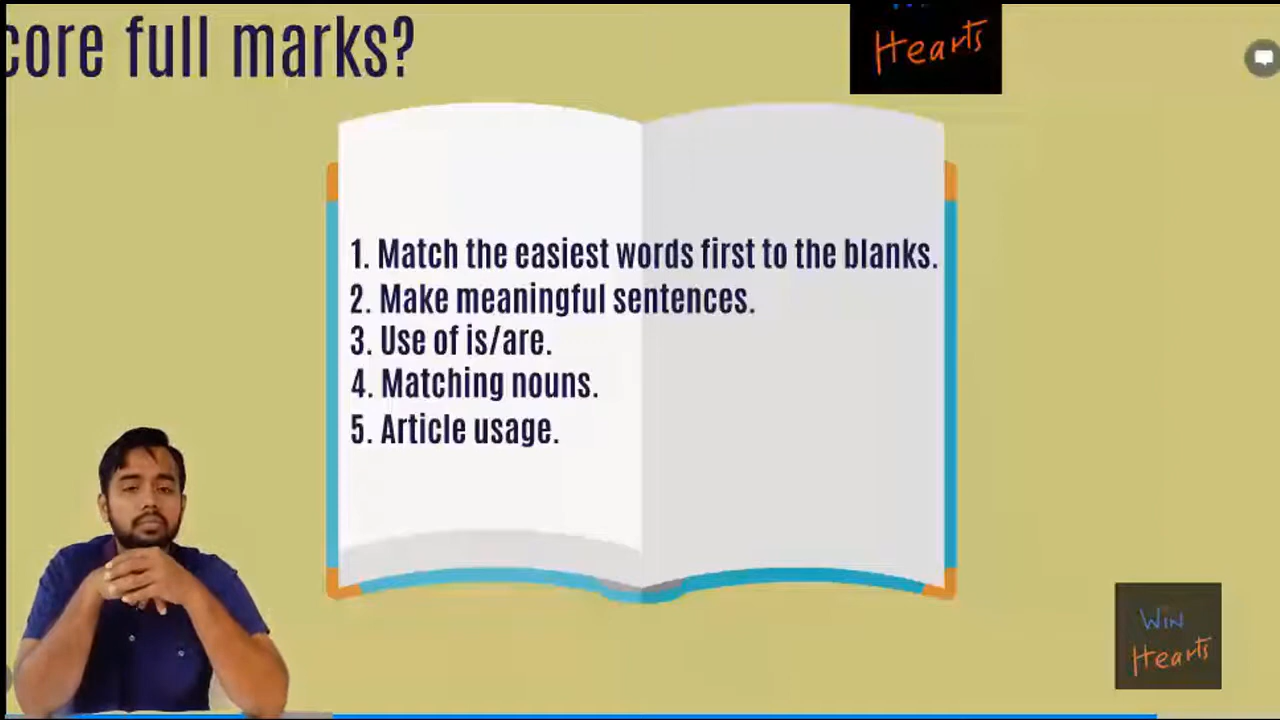 core full marks?
Hearts
1. Match the easiest words first to the blanks.
2. Make meaningful sentences.
3. Use of is/are.
4. Matching nouns.
5. Article usage.
WIN
Hearts